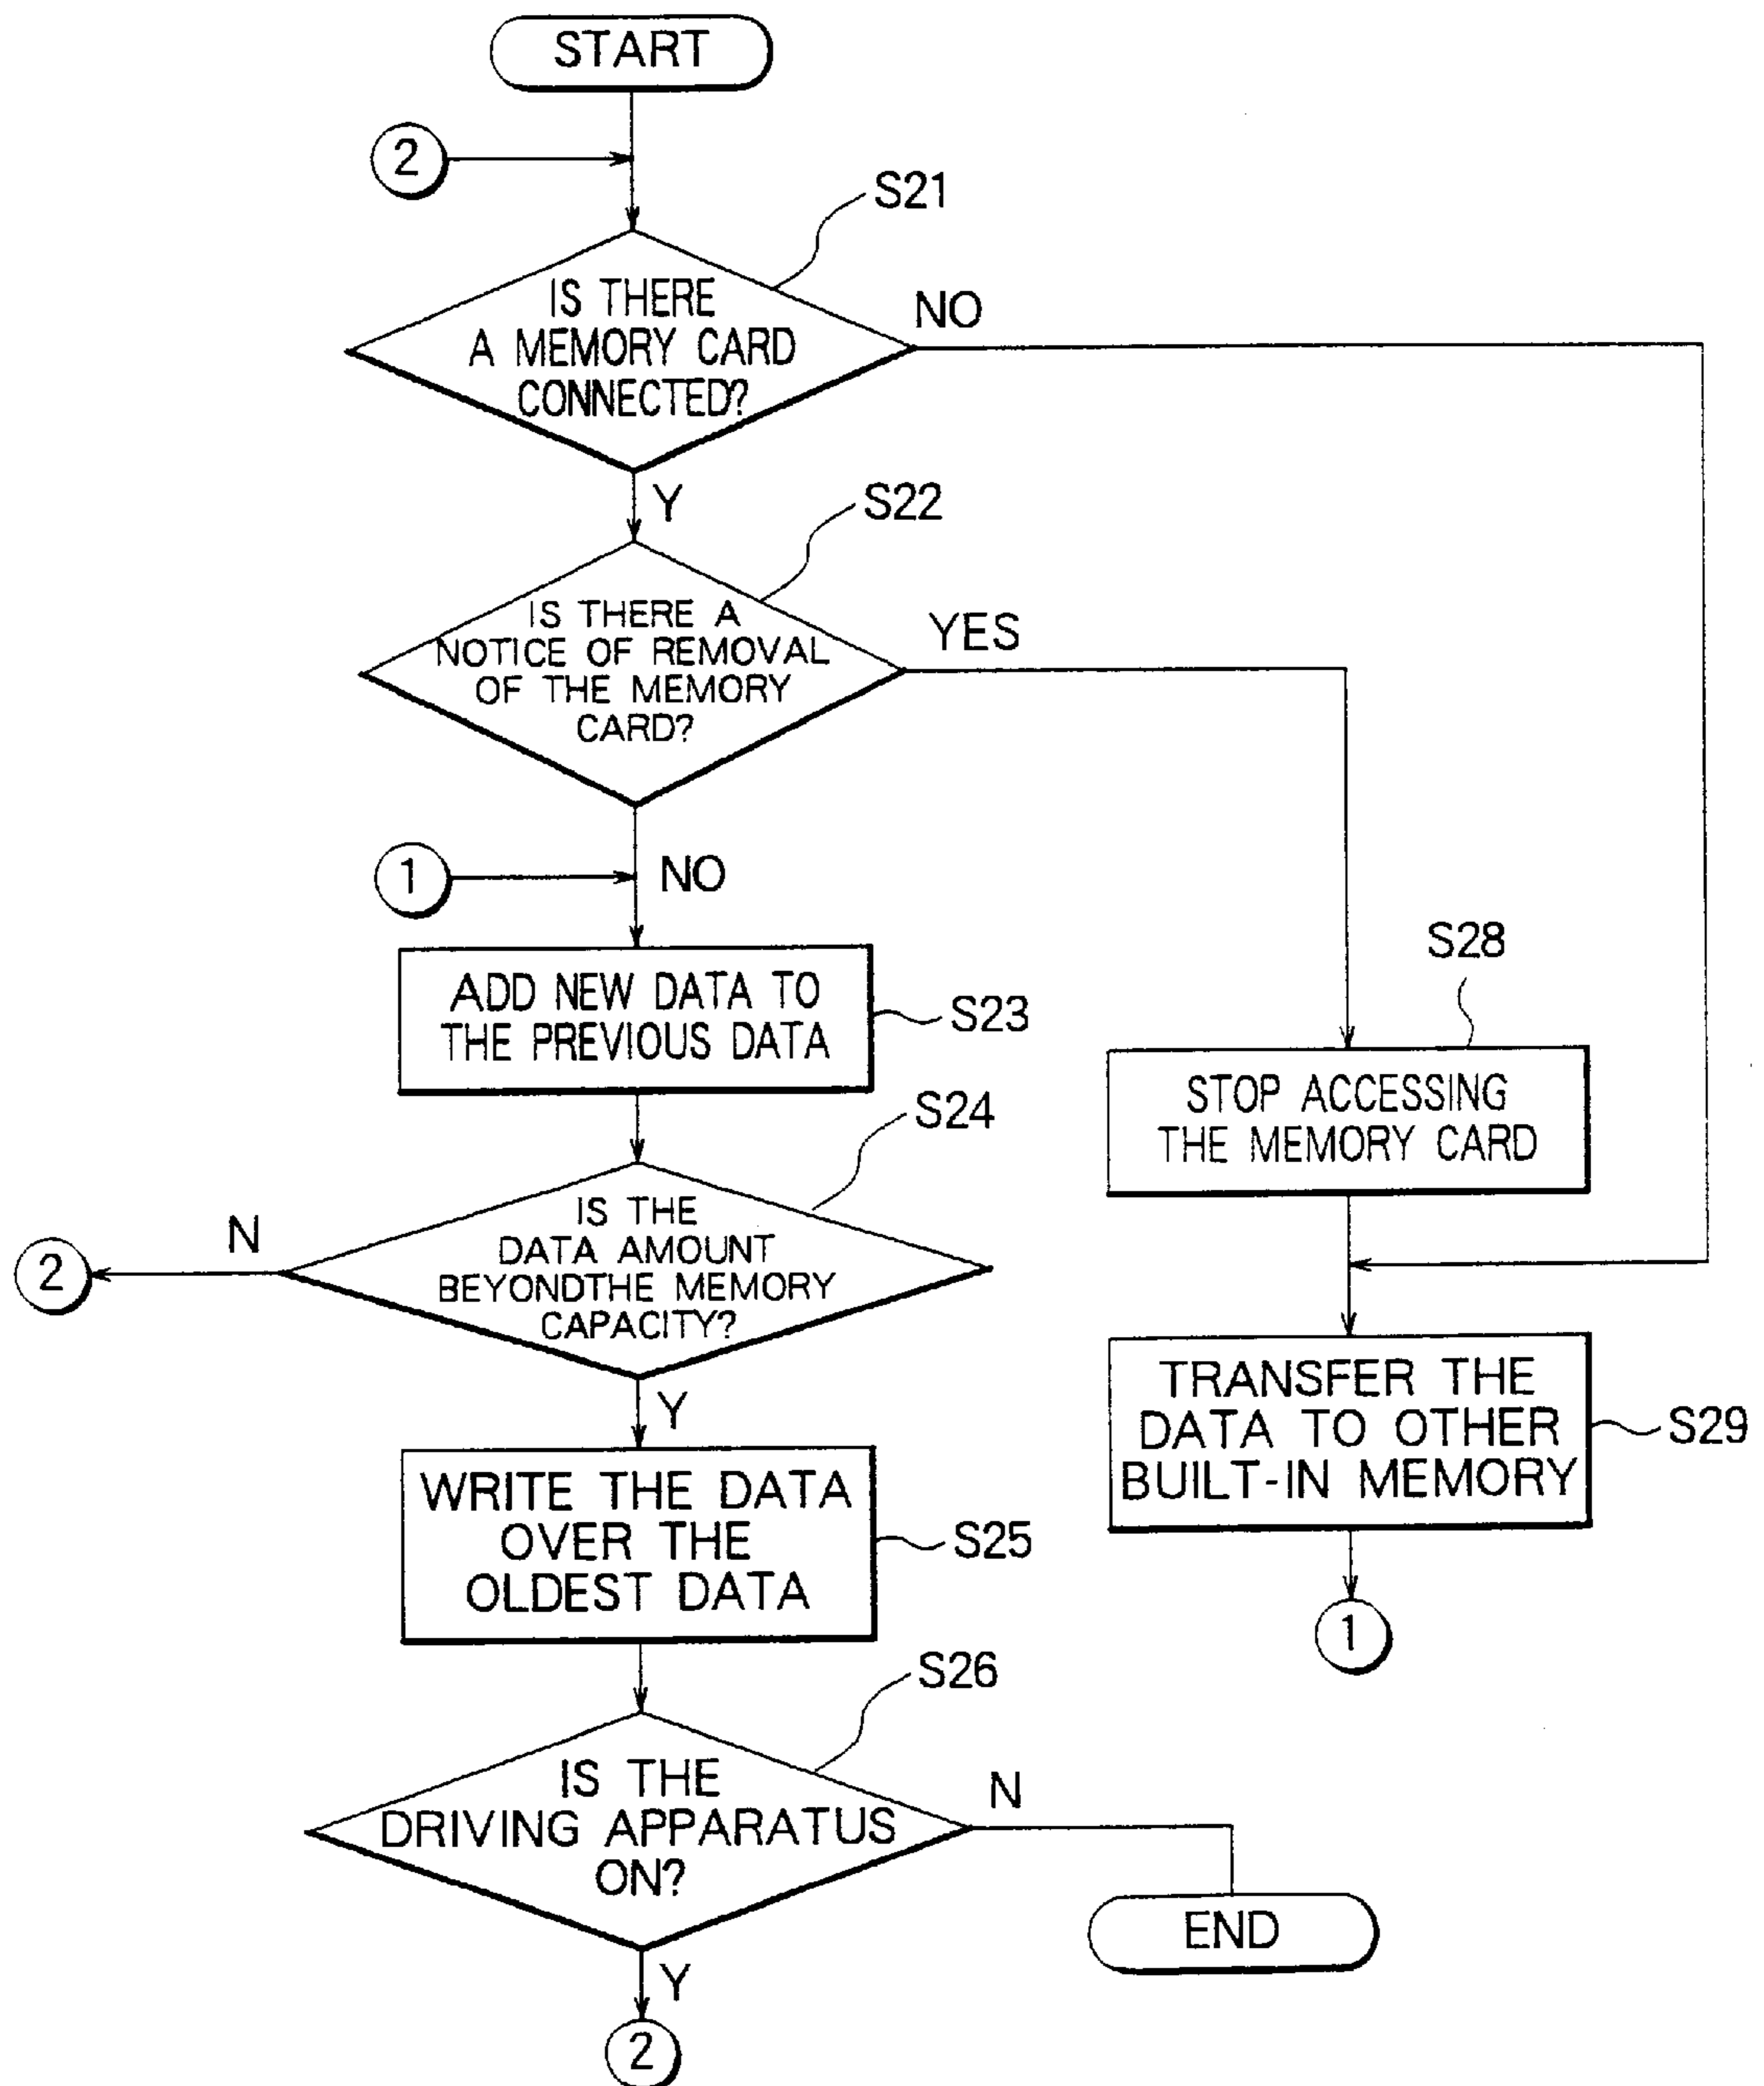 START
2
S21
IS THERE
A MEMORY CARD
CONNECTED?
NO
Y
S22
IS THERE A
NOTICE OF REMOVAL
OF THE MEMORY
CARD?
YES
1
NO
ADD NEW DATA TO
THE PREVIOUS DATA
S23
S28
STOP ACCESSING
THE MEMORY CARD
S24
IS THE
DATA AMOUNT
BEYONDTHE MEMORY
CAPACITY?
N
2
Y
TRANSFER THE
DATA TO OTHER
BUILT-IN MEMORY
S29
1
WRITE THE DATA
OVER THE
OLDEST DATA
S25
S26
IS THE
DRIVING APPARATUS
ON?
N
END
Y
2